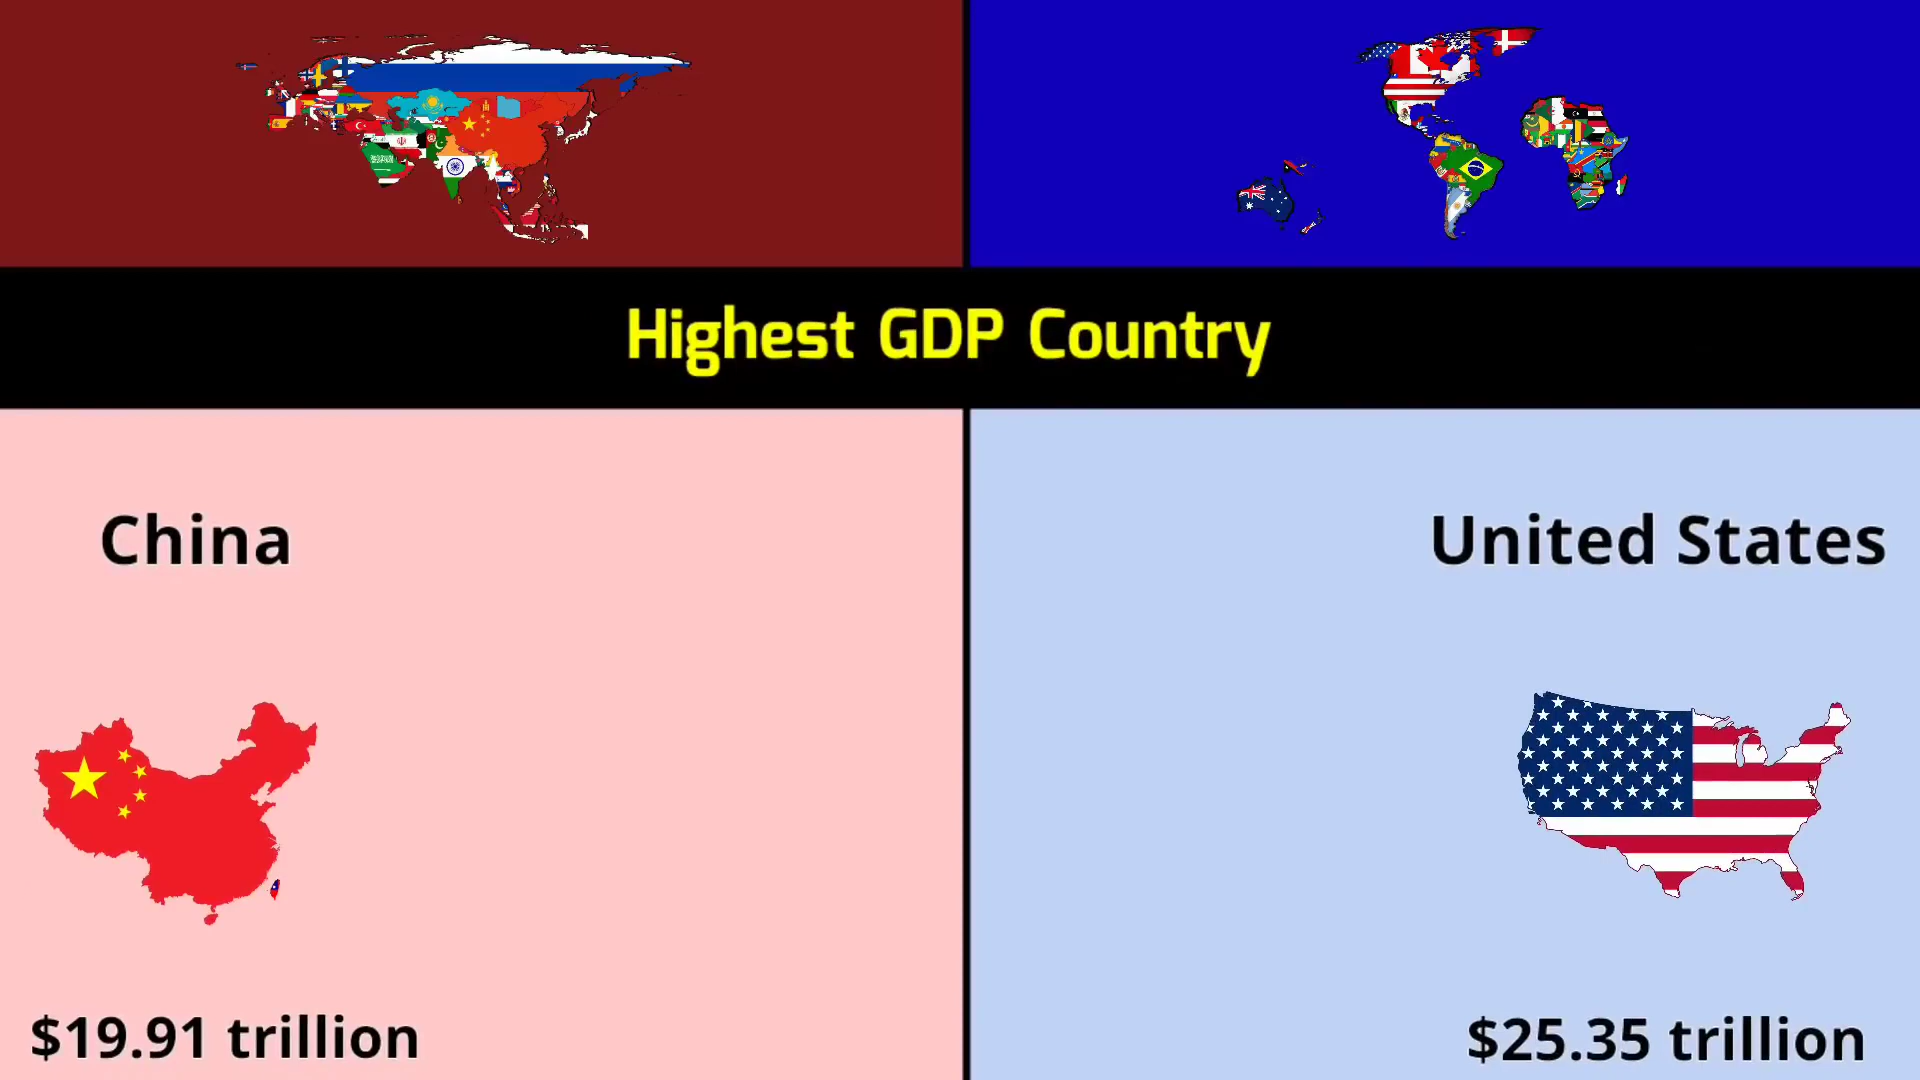 Highest GDP Country
China
United States
$19.91 trillion
$25.35 trillion